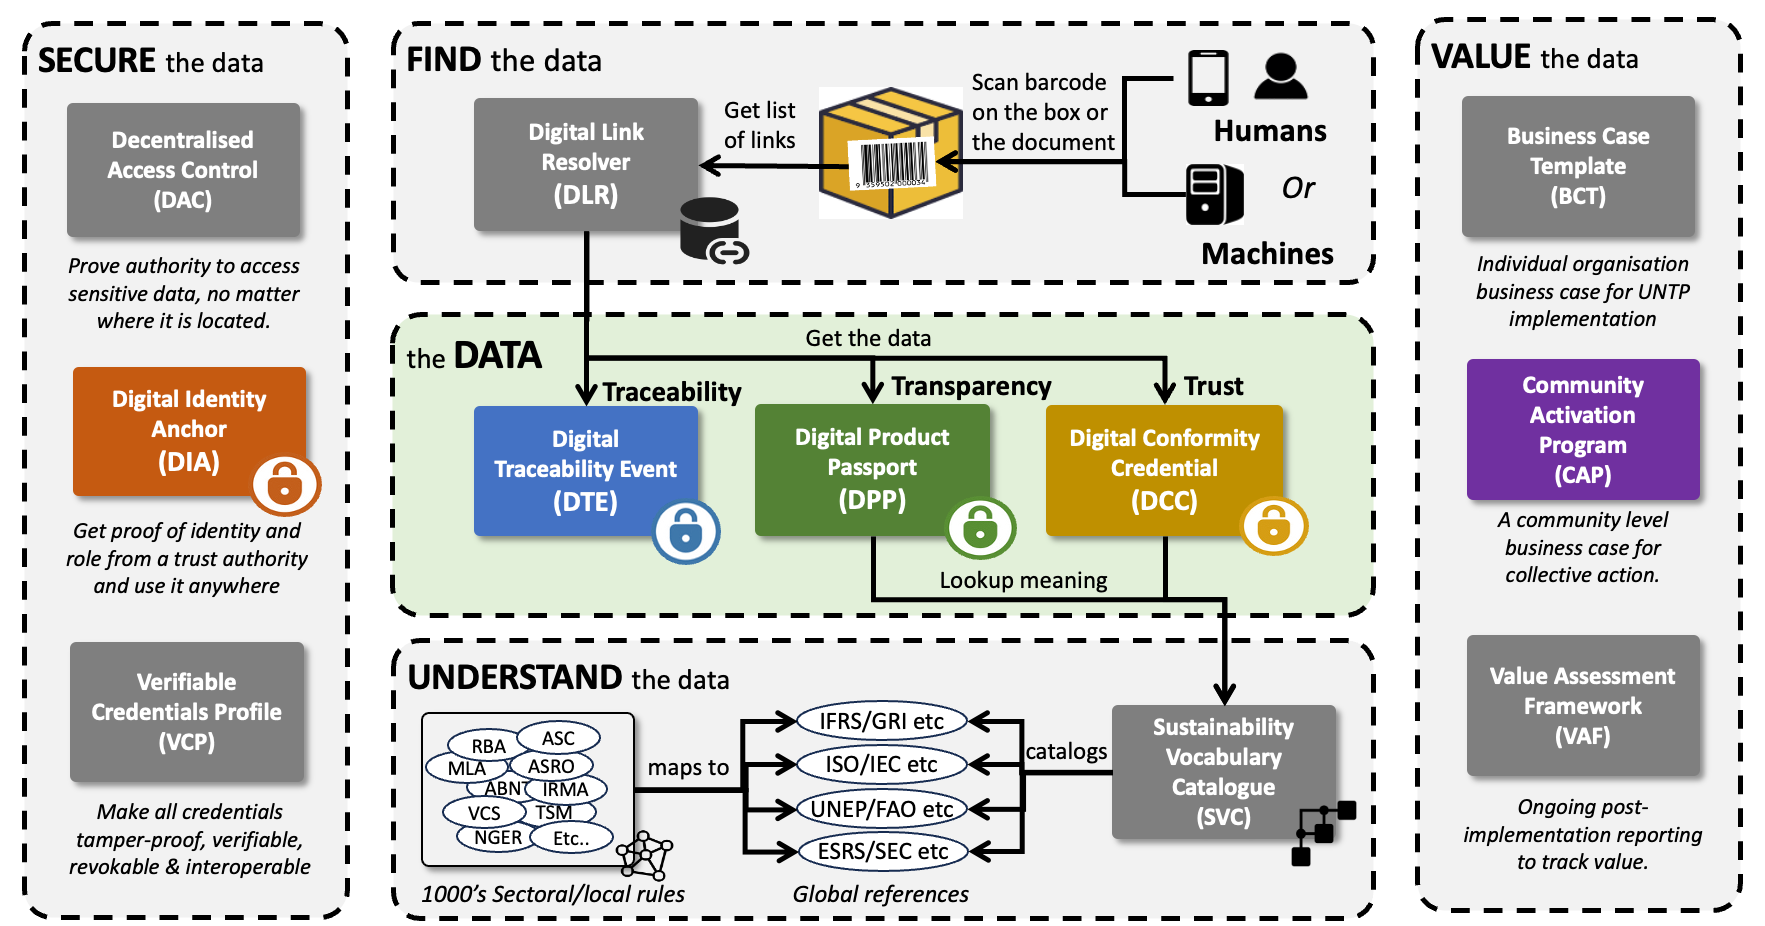 SECURE the data
Decentralised
Access Control
(DAC)
Prove authority to access
sensitive data, no matter
where it is located.
Digital Identity
Anchor
(DIA)
Get proof of identity and
role from a trust authority
and use it anywhere
Verifiable
Credentials Profile
(VCP)
Make all credentials
tamper-proof, verifiable,
revokable & interoperable
FIND the data
Digital Link
Resolver
(DLR)
Get list
of links
9 359502 000034
Scan barcode
on the box or
the document
Humans
Or
Machines
the DATA
Get the data
Traceability
Transparency
Trust
Digital
Traceability Event
(DTE)
Digital Product
Passport
(DPP)
Digital Conformity
Credential
(DCC)
Lookup meaning
UNDERSTAND the data
RBA
ASC
MLA
ASRO
ABNT
IRMA
VCS
TSM
NGER
Etc..
1000's Sectoral/local rules
maps to
IFRS/GRI etc
ISO/IEC etc
UNEP/FAO etc
ESRS/SEC etc
Global references
catalogs
Sustainability
Vocabulary
Catalogue
(SVC)
VALUE the data
Business Case
Template
(BCT)
Individual organisation
business case for UNTP
implementation
Community
Activation
Program
(CAP)
A community level
business case for
collective action.
Value Assessment
Framework
(VAF)
Ongoing post-
implementation reporting
to track value.